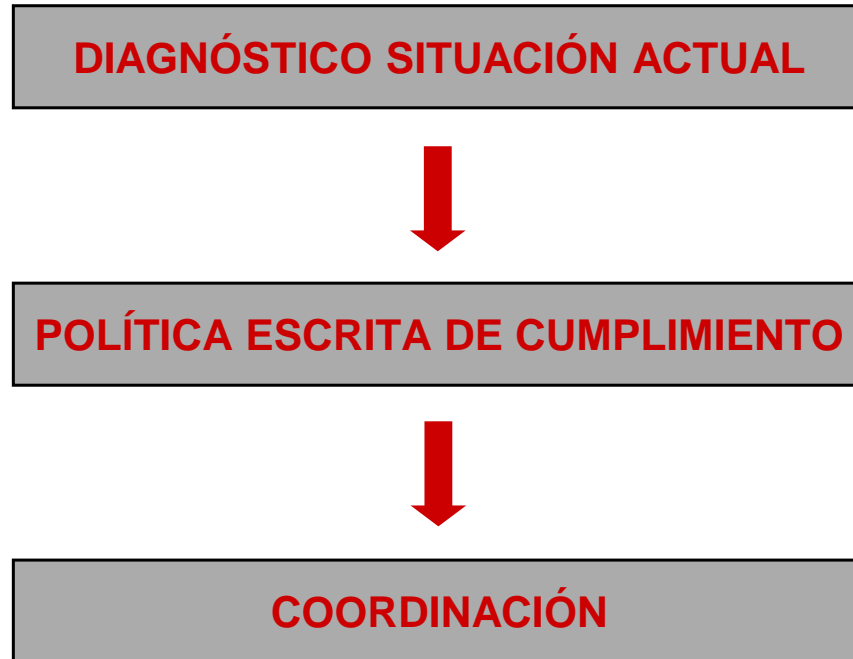 DIAGNÓSTICO SITUACIÓN ACTUAL
POLÍTICA ESCRITA DE CUMPLIMIENTO
COORDINACIÓN